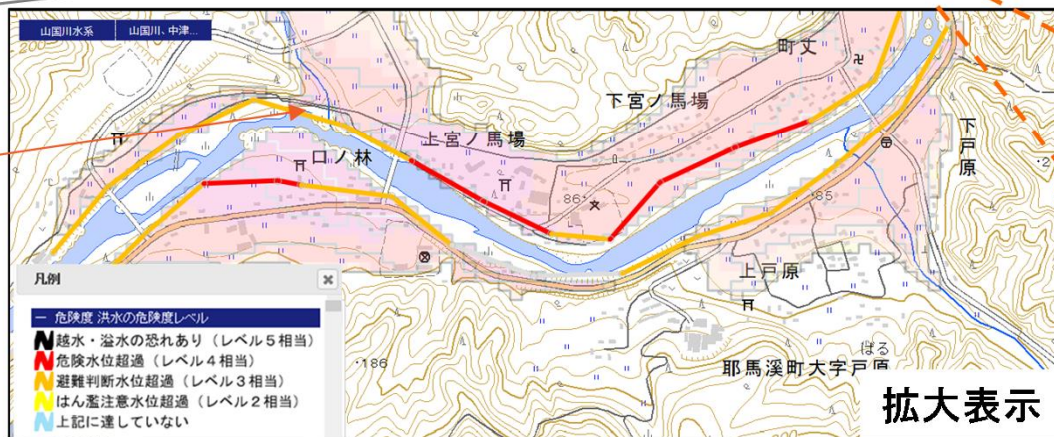 山国川水系
山国川、中津...
200
町丈
下宮ノ馬場
上宮ノ馬場
口ノ林
下戸原
86
文
85
上戸原
186
ばる
耶馬溪町大字戸原
凡例
危険度 洪水の危険度レベル
越水・溢水の恐れあり（レベル5相当）
危険水位超過（レベル4相当）
避難判断水位超過（レベル3相当）
はん濫注意水位超過（レベル2相当）
上記に達していない
拡大表示